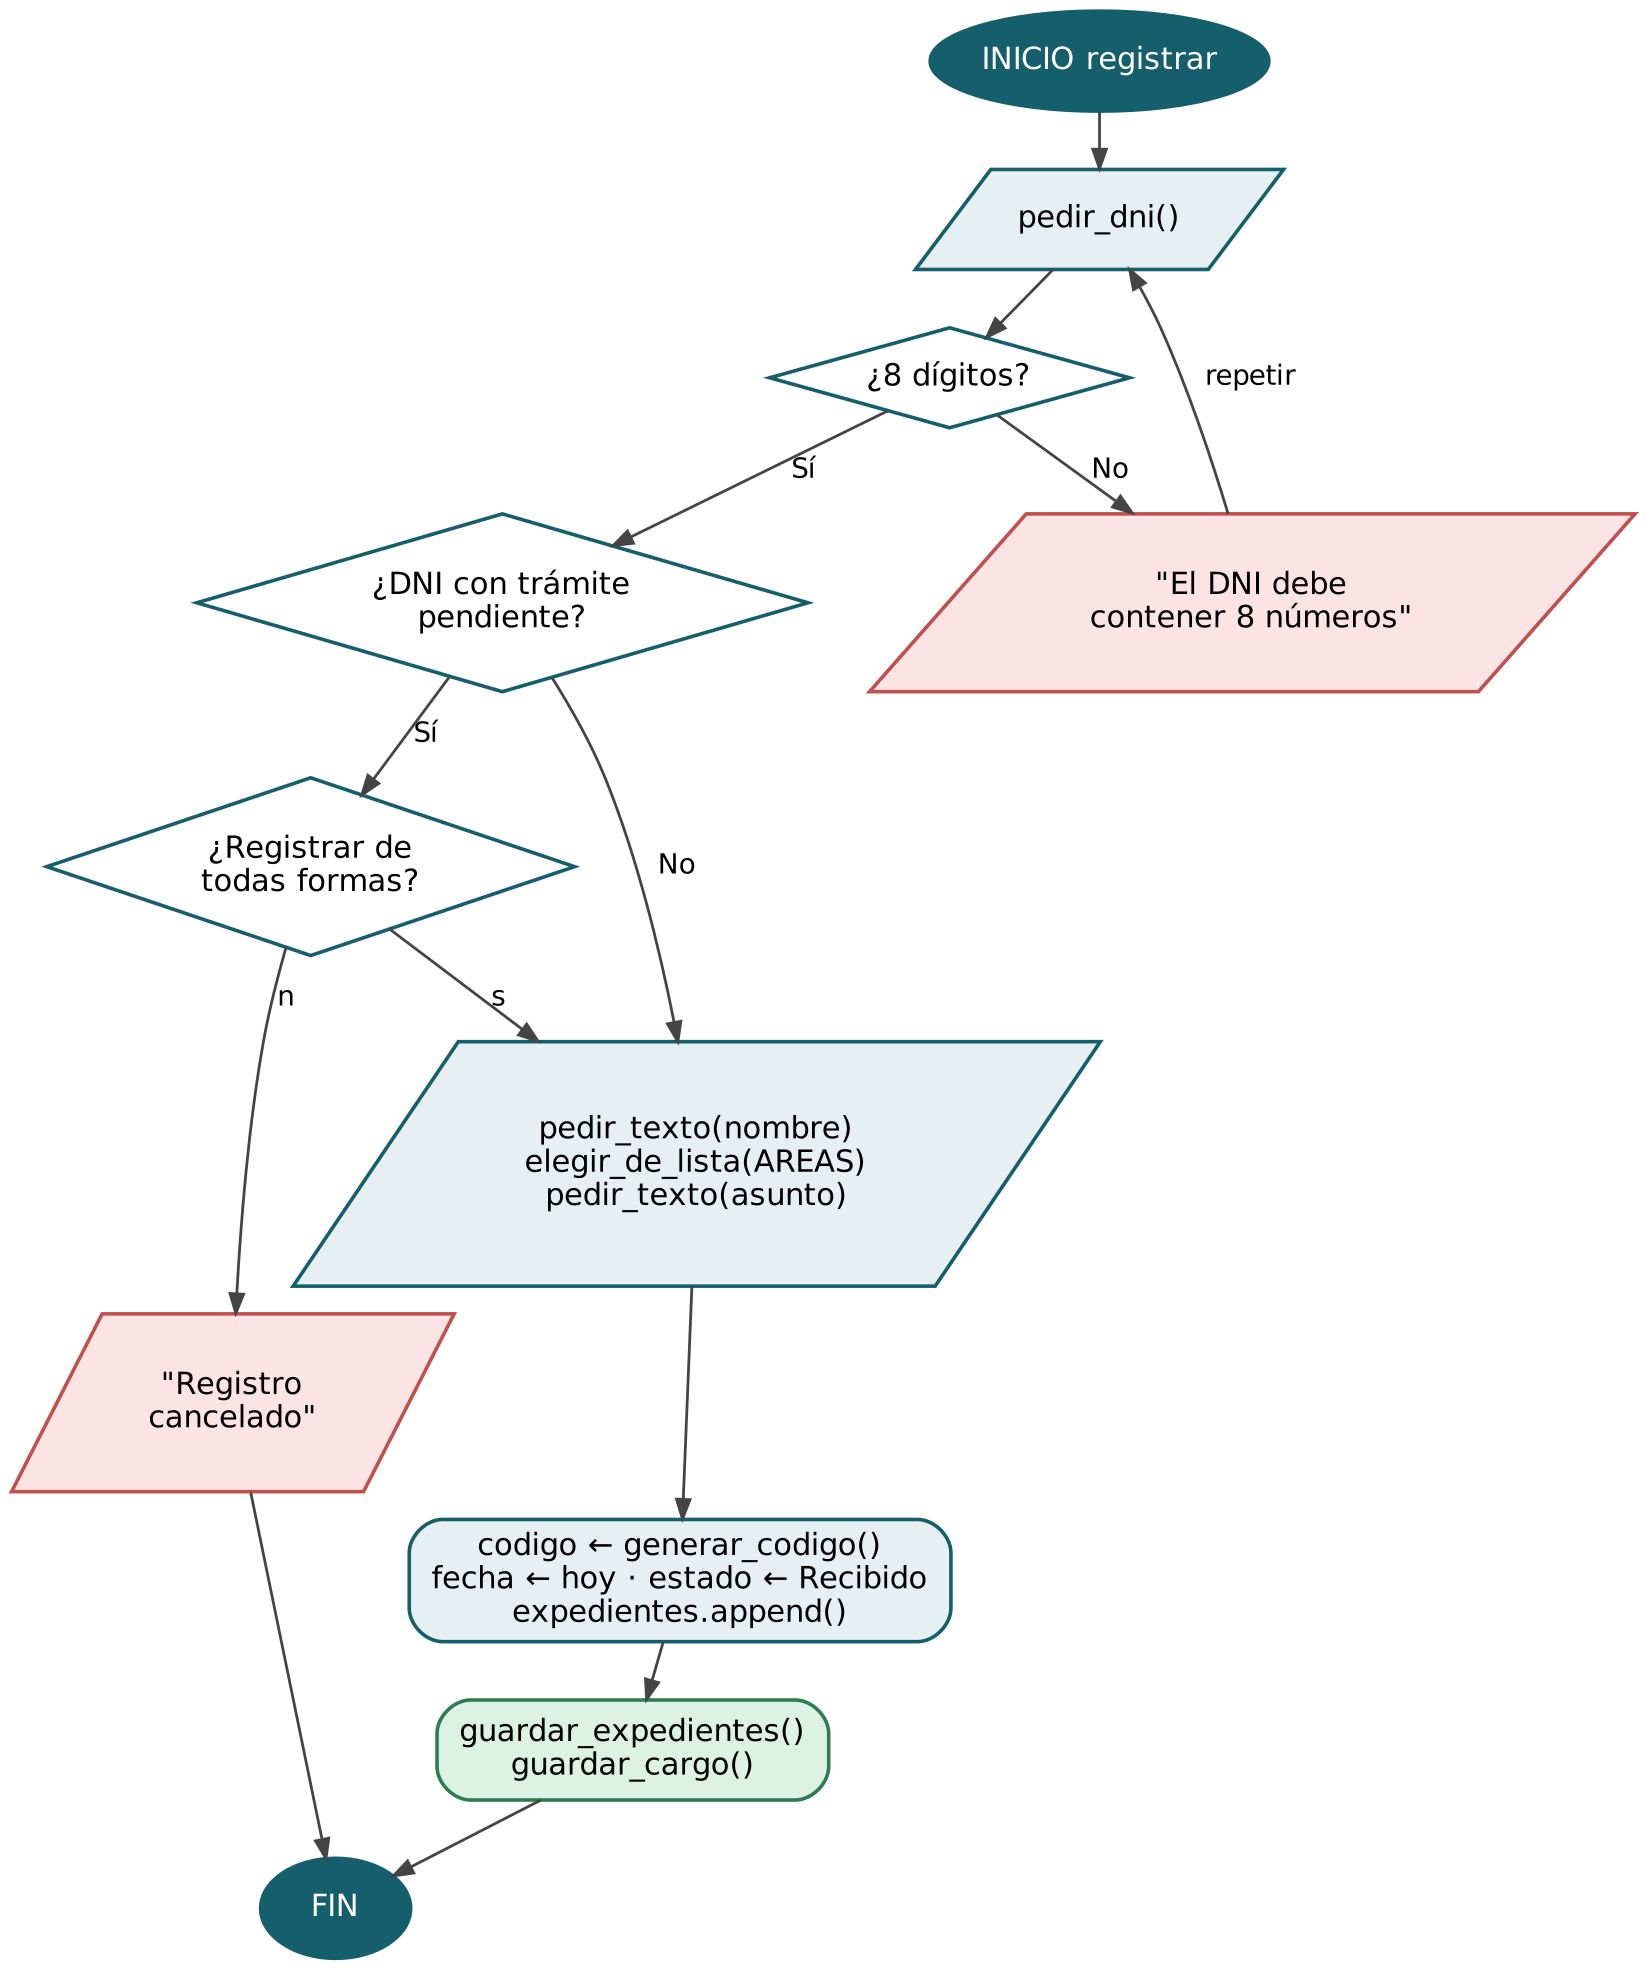 INICIO registrar
pedir_dni()
¿8 dígitos?
repetir
Sí
No
¿DNI con trámite
pendiente?
"El DNI debe
contener 8 números"
Sí
¿Registrar de
todas formas?
No
n
s
pedir_texto(nombre)
elegir_de_lista(AREAS)
pedir_texto(asunto)
"Registro
cancelado"
codigo ← generar_codigo()
fecha ← hoy · estado ← Recibido
expedientes.append()
guardar_expedientes()
guardar_cargo()
FIN